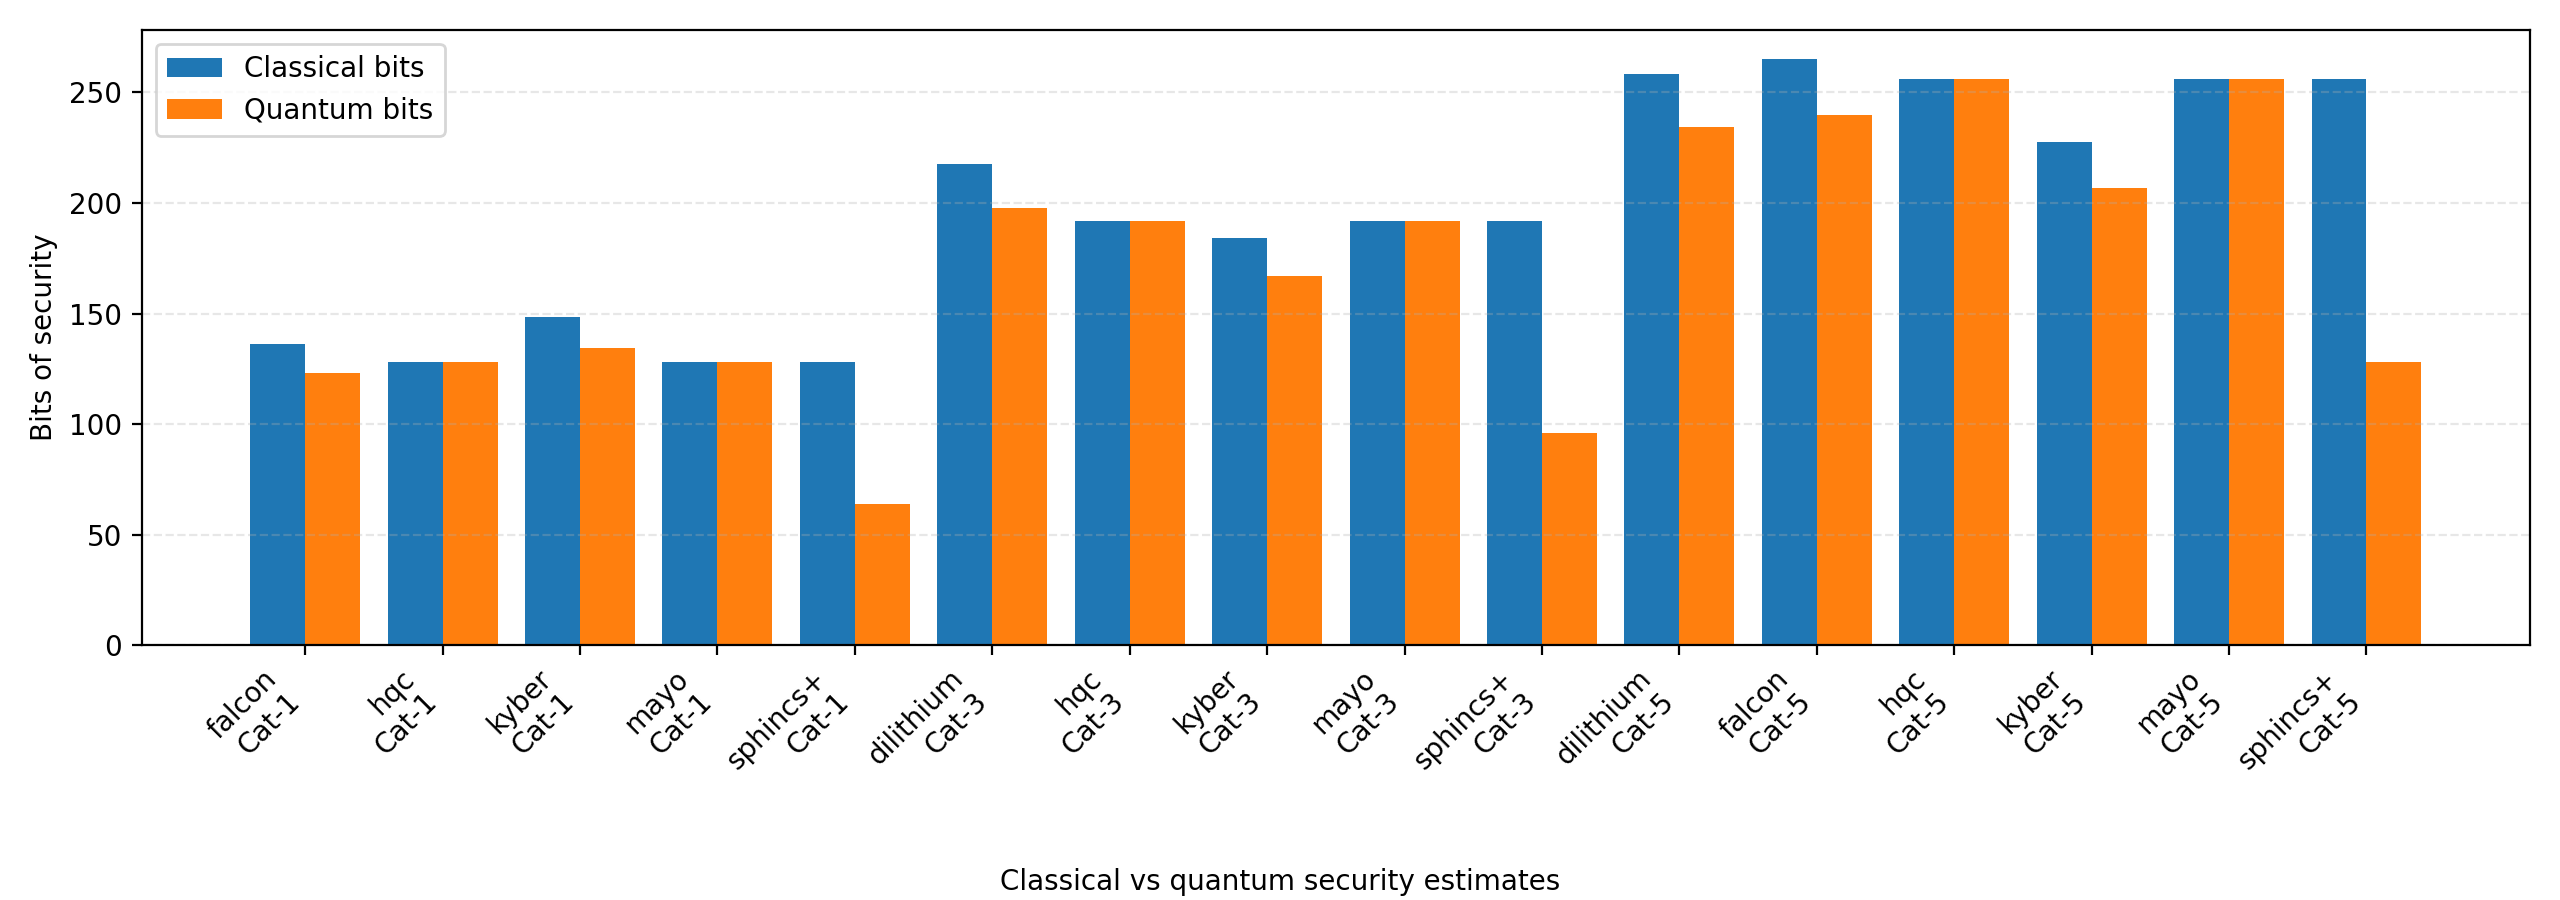 Classical bits
Quantum bits
Bits of security
250
200
150
100
50
0
falcon
Cat-1
hqc
Cat-1
kyber
Cat-1
mayo
Cat-1
sphincs+
Cat-1
dilithium
Cat-3
hqc
Cat-3
kyber
Cat-3
mayo
Cat-3
sphincs+
Cat-3
dilithium
Cat-5
falcon
Cat-5
hqc
Cat-5
kyber
Cat-5
mayo
Cat-5
sphincs+
Cat-5
Classical vs quantum security estimates